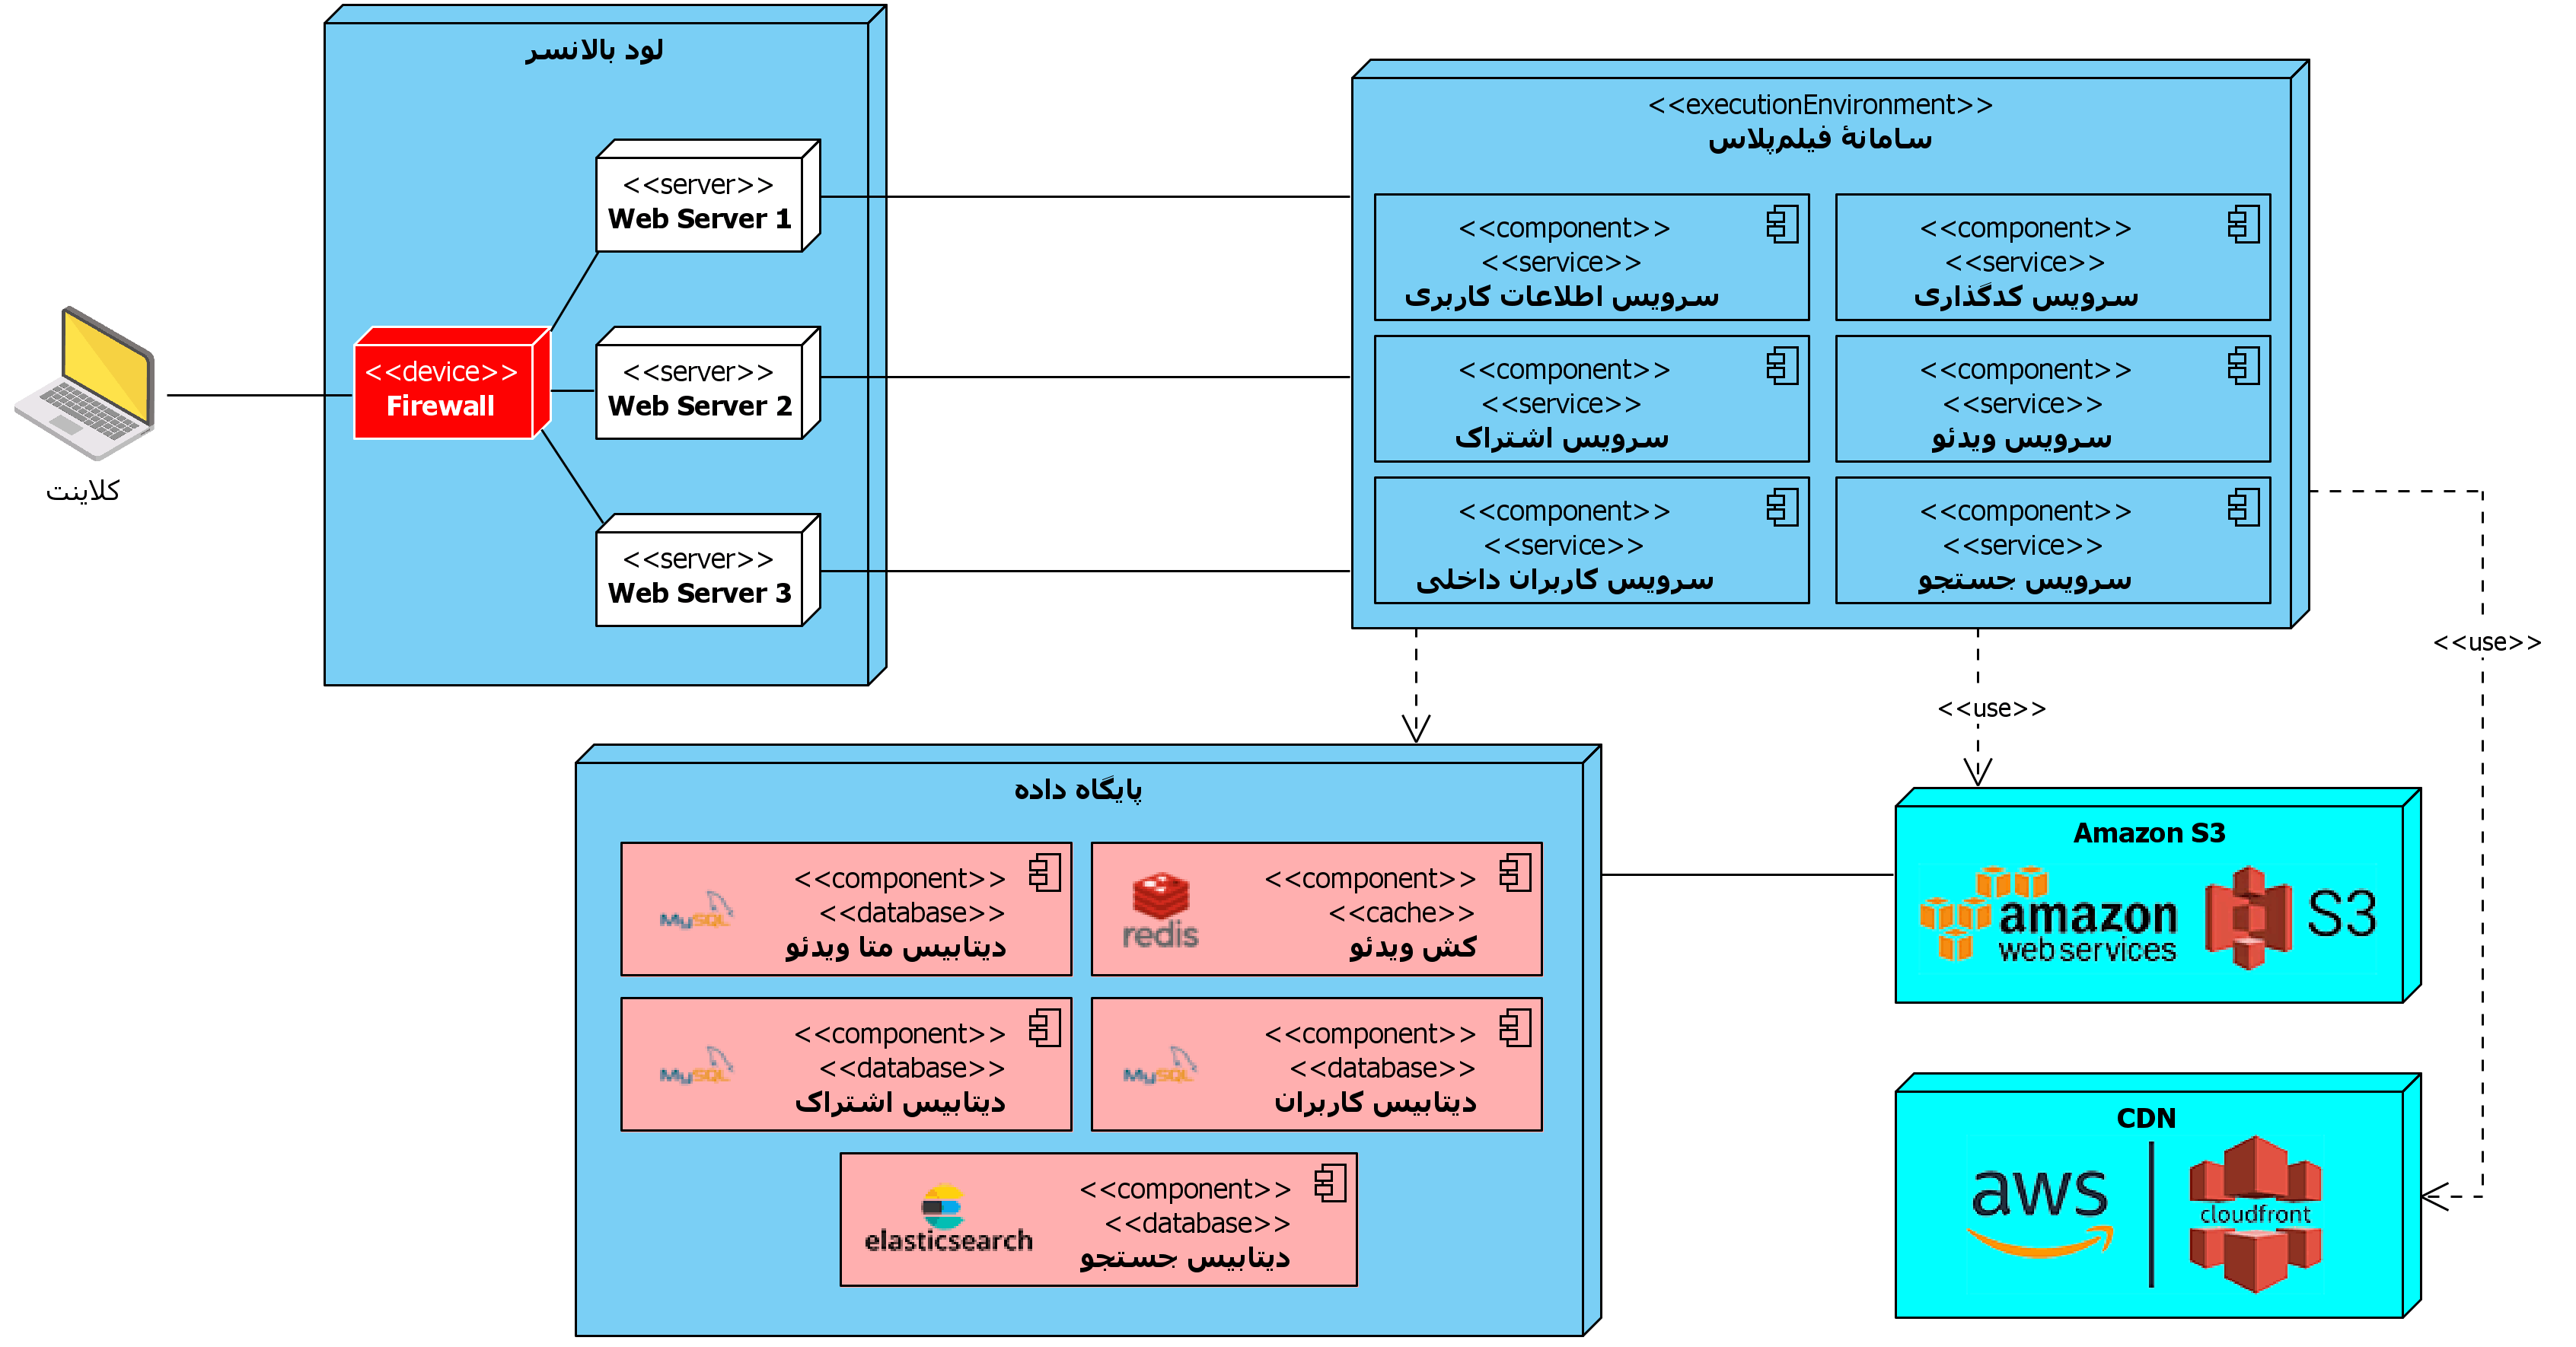 لود بالانسر
<<server>>
Web Server 1
<<device>>
Firewall
<<server>>
Web Server 2
<<server>>
Web Server 3
کلاینت
<<executionEnvironment>>
سامانهٔ فیلم‌پلاس
<<component>>
<<service>>
سرویس اطلاعات کاربری
<<component>>
<<service>>
سرویس کدگذاری
<<component>>
<<service>>
سرویس اشتراک
<<component>>
<<service>>
سرویس ویدئو
<<component>>
<<service>>
سرویس کاربران داخلی
<<component>>
<<service>>
سرویس جستجو
<<use>>
<<use>>
پایگاه داده
<<component>>
<<database>>
دیتابیس متا ویدئو
MySQL
<<component>>
<<cache>>
کش ویدئو
redis
<<component>>
<<database>>
دیتابیس اشتراک
MySQL
<<component>>
<<database>>
دیتابیس کاربران
MySQL
<<component>>
<<database>>
دیتابیس جستجو
elasticsearch
Amazon S3
amazon
web services
S3
CDN
aws
cloudfront